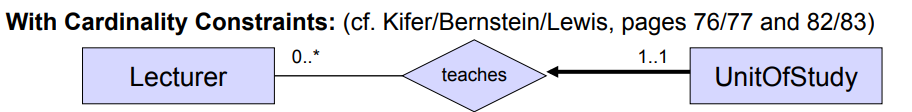 With Cardinality Constraints: (cf. Kifer/Bernstein/Lewis, pages 76/77 and 82/83)
0..* 1..1
Lecturer teaches UnitOfStudy